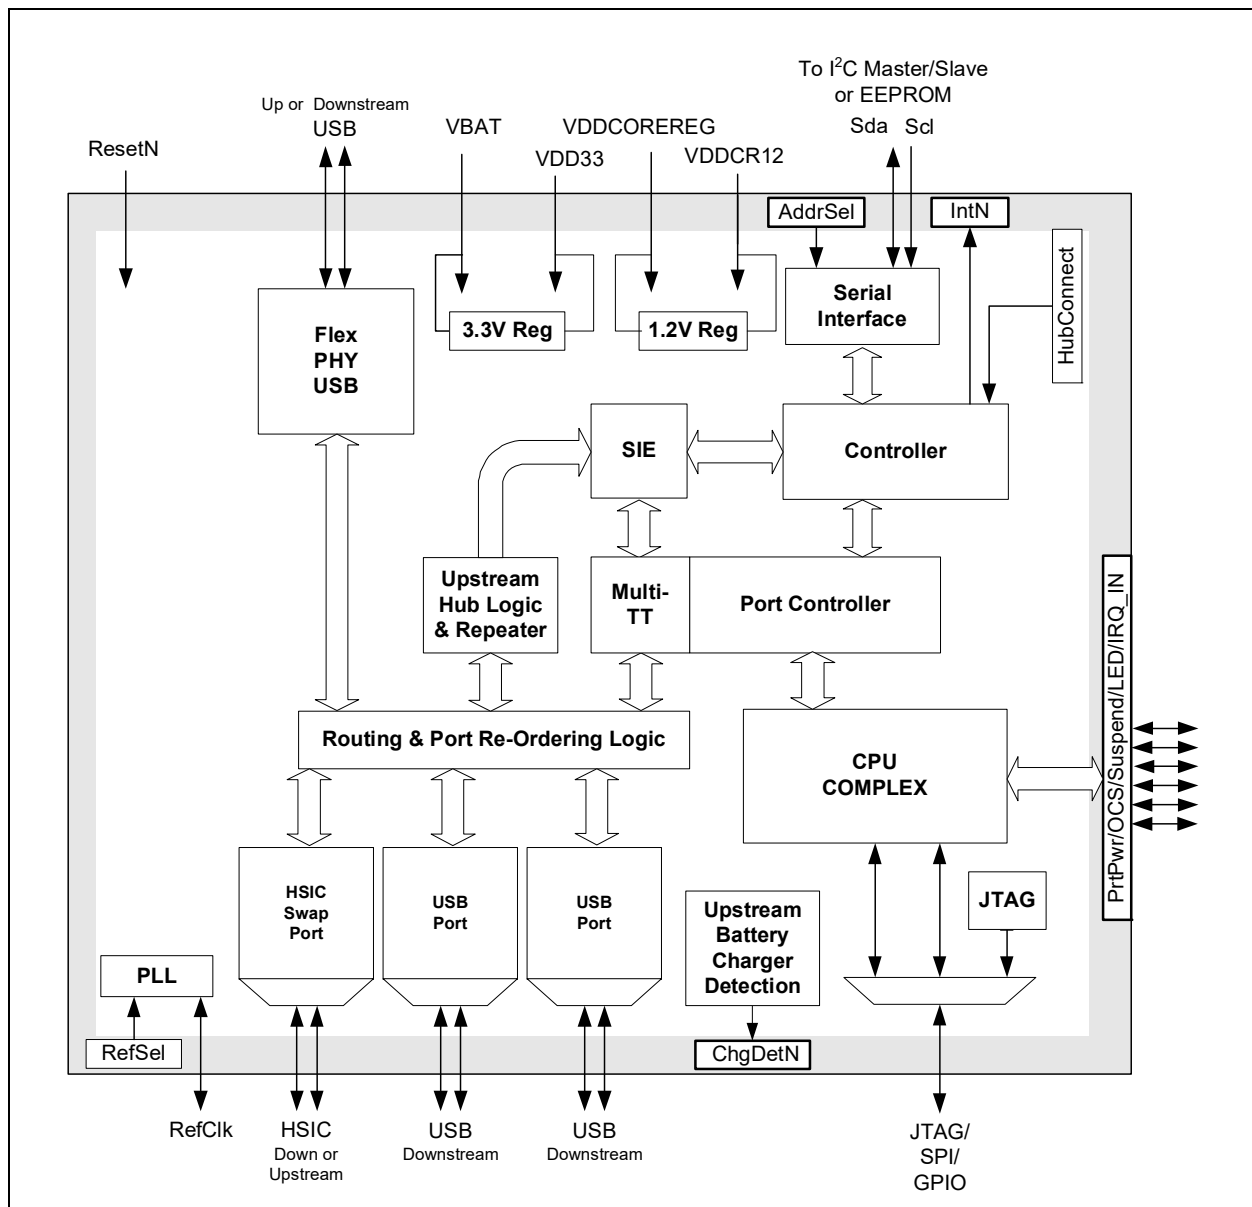 To I²C Master/Slave
or EEPROM
Up or Downstream
USB
VBAT
VDDCOREREG
Sda
Scl
ResetN
VDD33
VDDCR12
AddrSel
IntN
HubConnect
Serial
Interface
3.3V Reg
1.2V Reg
Flex
PHY
USB
SIE
Controller
Upstream
Hub Logic
& Repeater
Multi-
TT
Port Controller
PrtPwr/OCS/Suspend/LED/IRQ_IN
Routing & Port Re-Ordering Logic
CPU
COMPLEX
HSIC
Swap
Port
USB
Port
USB
Port
Upstream
Battery
Charger
Detection
JTAG
PLL
RefSel
ChgDetN
RefClk
HSIC
Down or
Upstream
USB
Downstream
USB
Downstream
JTAG/
SPI/
GPIO